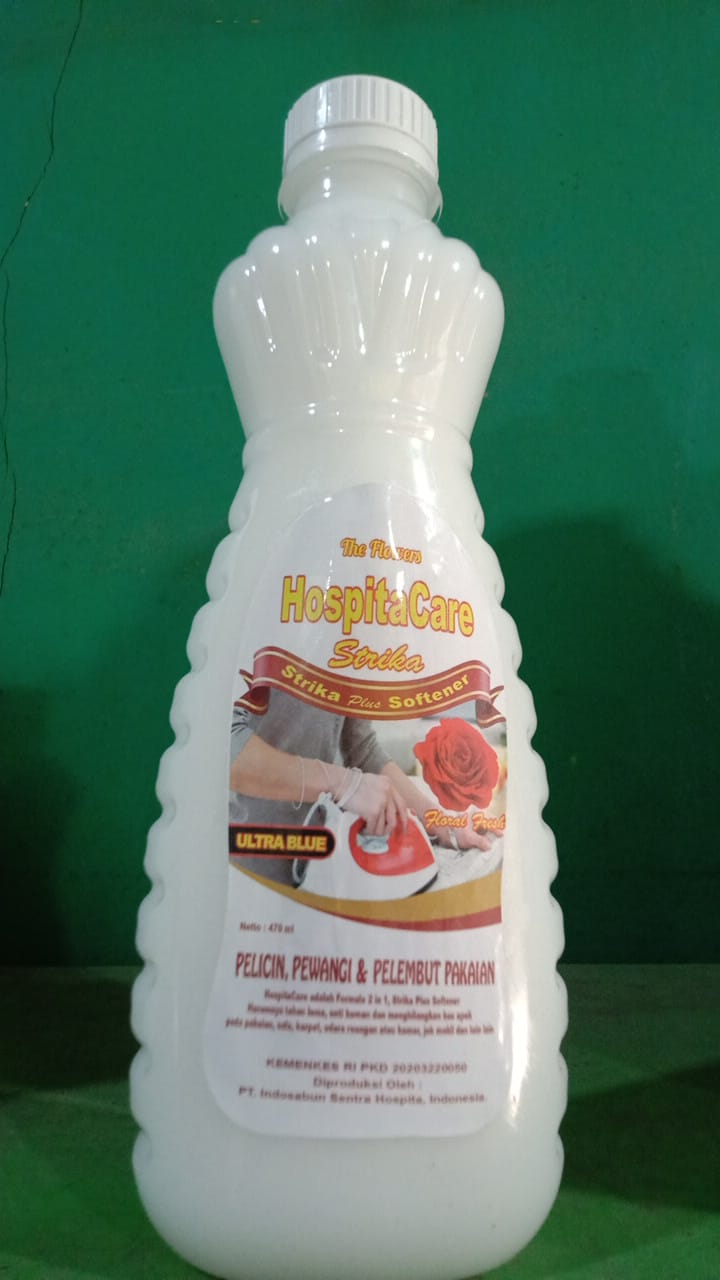 The Flowers
HospitaCare
Strika
Strika Plus Softener
Floral Fresh
ULTRA BLUE
Netto : 470 ml
PELICIN, PEWANGI & PELEMBUT PAKAIAN
HospitaCare adalah Formula 2 in 1, Strika Plus Softener
Harumnya tahan lama, anti kuman dan menghilangkan bau apek
pada pakaian, sofa, karpet, udara ruangan atau kamar, jok mobil dan lain lain
KEMENKES RI PKD 20203220050
Diproduksi Oleh :
PT. Indosabun Sentra Hospita, Indonesia.